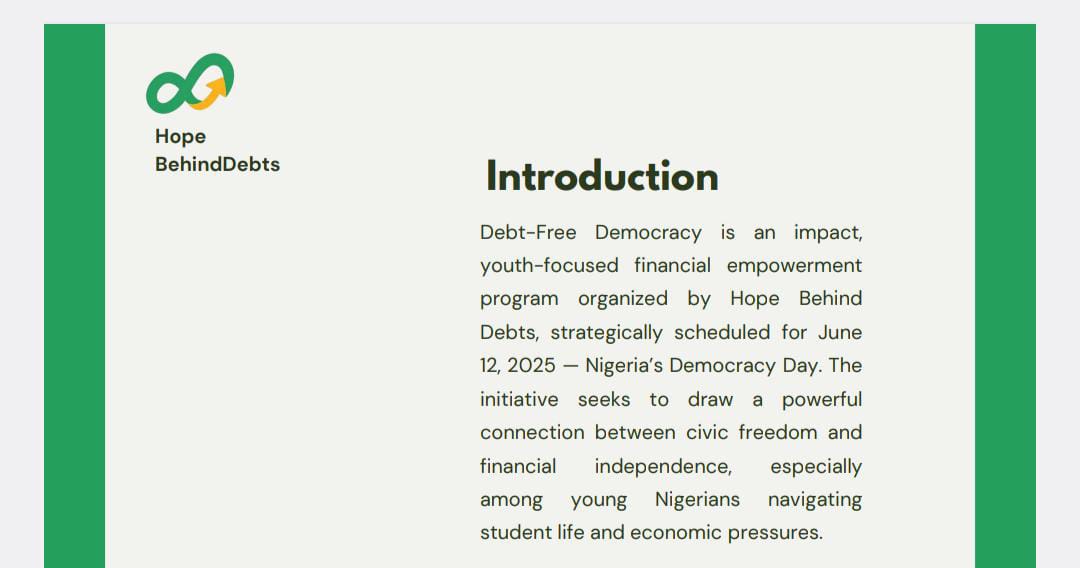 Hope
BehindDebts
Introduction
Debt-Free Democracy is an impact,
youth-focused financial empowerment
program organized by Hope Behind
Debts, strategically scheduled for June
12, 2025 — Nigeria’s Democracy Day. The
initiative seeks to draw a powerful
connection between civic freedom and
financial independence, especially
among young Nigerians navigating
student life and economic pressures.